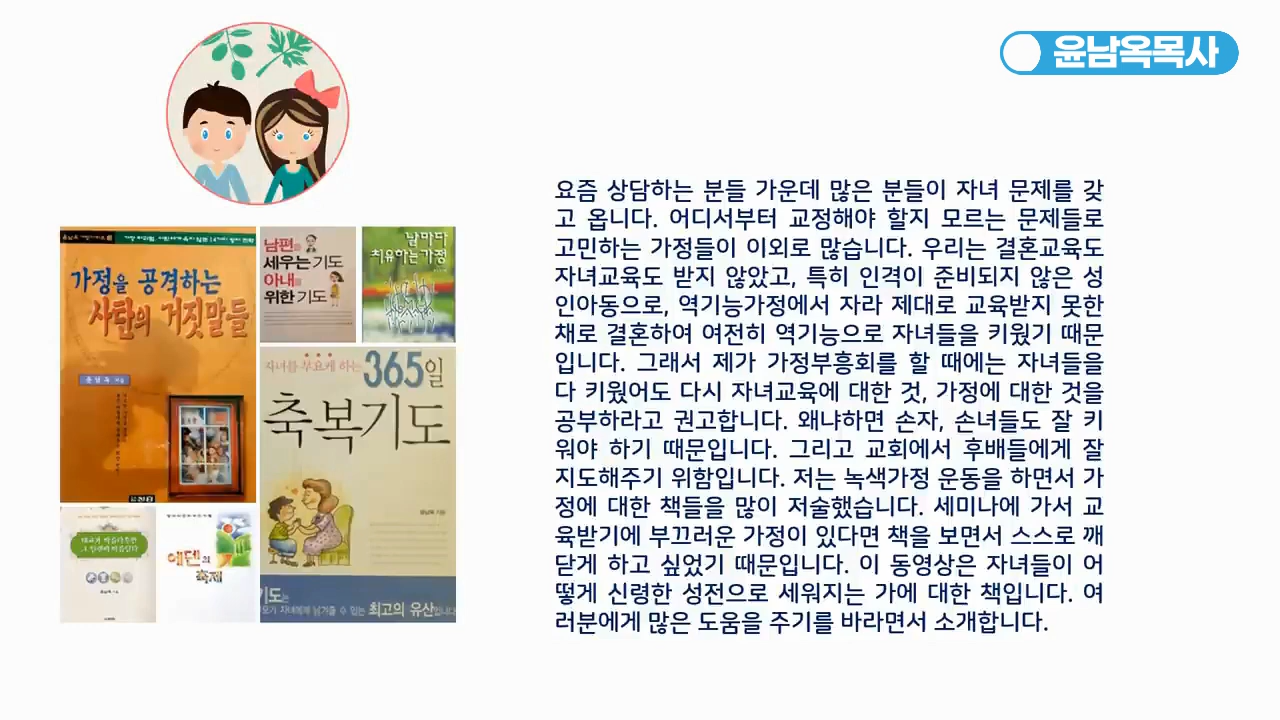 윤남옥목사
가정을 공격하는
사탄의 거짓말들
남편을
세우는 기도
아내를
위한 기도
날마다
치유하는 가정
자녀를 부요케 하는 365일
축복기도
윤남옥 지음
기도는
최고의 유산입니다
에덴의
축제
요즘 상담하는 분들 가운데 많은 분들이 자녀 문제를 갖
고 옵니다. 어디서부터 교정해야 할지 모르는 문제들로
고민하는 가정들이 이외로 많습니다. 우리는 결혼교육도
자녀교육도 받지 않았고, 특히 인격이 준비되지 않은 성
인아동으로, 역기능가정에서 자라 제대로 교육받지 못한
채로 결혼하여 여전히 역기능으로 자녀들을 키웠기 때문
입니다. 그래서 제가 가정부흥회를 할 때에는 자녀들을
다 키웠어도 다시 자녀교육에 대한 것, 가정에 대한 것을
공부하라고 권고합니다. 왜냐하면 손자, 손녀들도 잘 키
워야 하기 때문입니다. 그리고 교회에서 후배들에게 잘
지도해주기 위함입니다. 저는 녹색가정 운동을 하면서 가
정에 대한 책들을 많이 저술했습니다. 세미나에 가서 교
육받기에 부끄러운 가정이 있다면 책을 보면서 스스로 깨
닫게 하고 싶었기 때문입니다. 이 동영상은 자녀들이 어
떻게 신령한 성전으로 세워지는 가에 대한 책입니다. 여
러분에게 많은 도움을 주기를 바라면서 소개합니다.